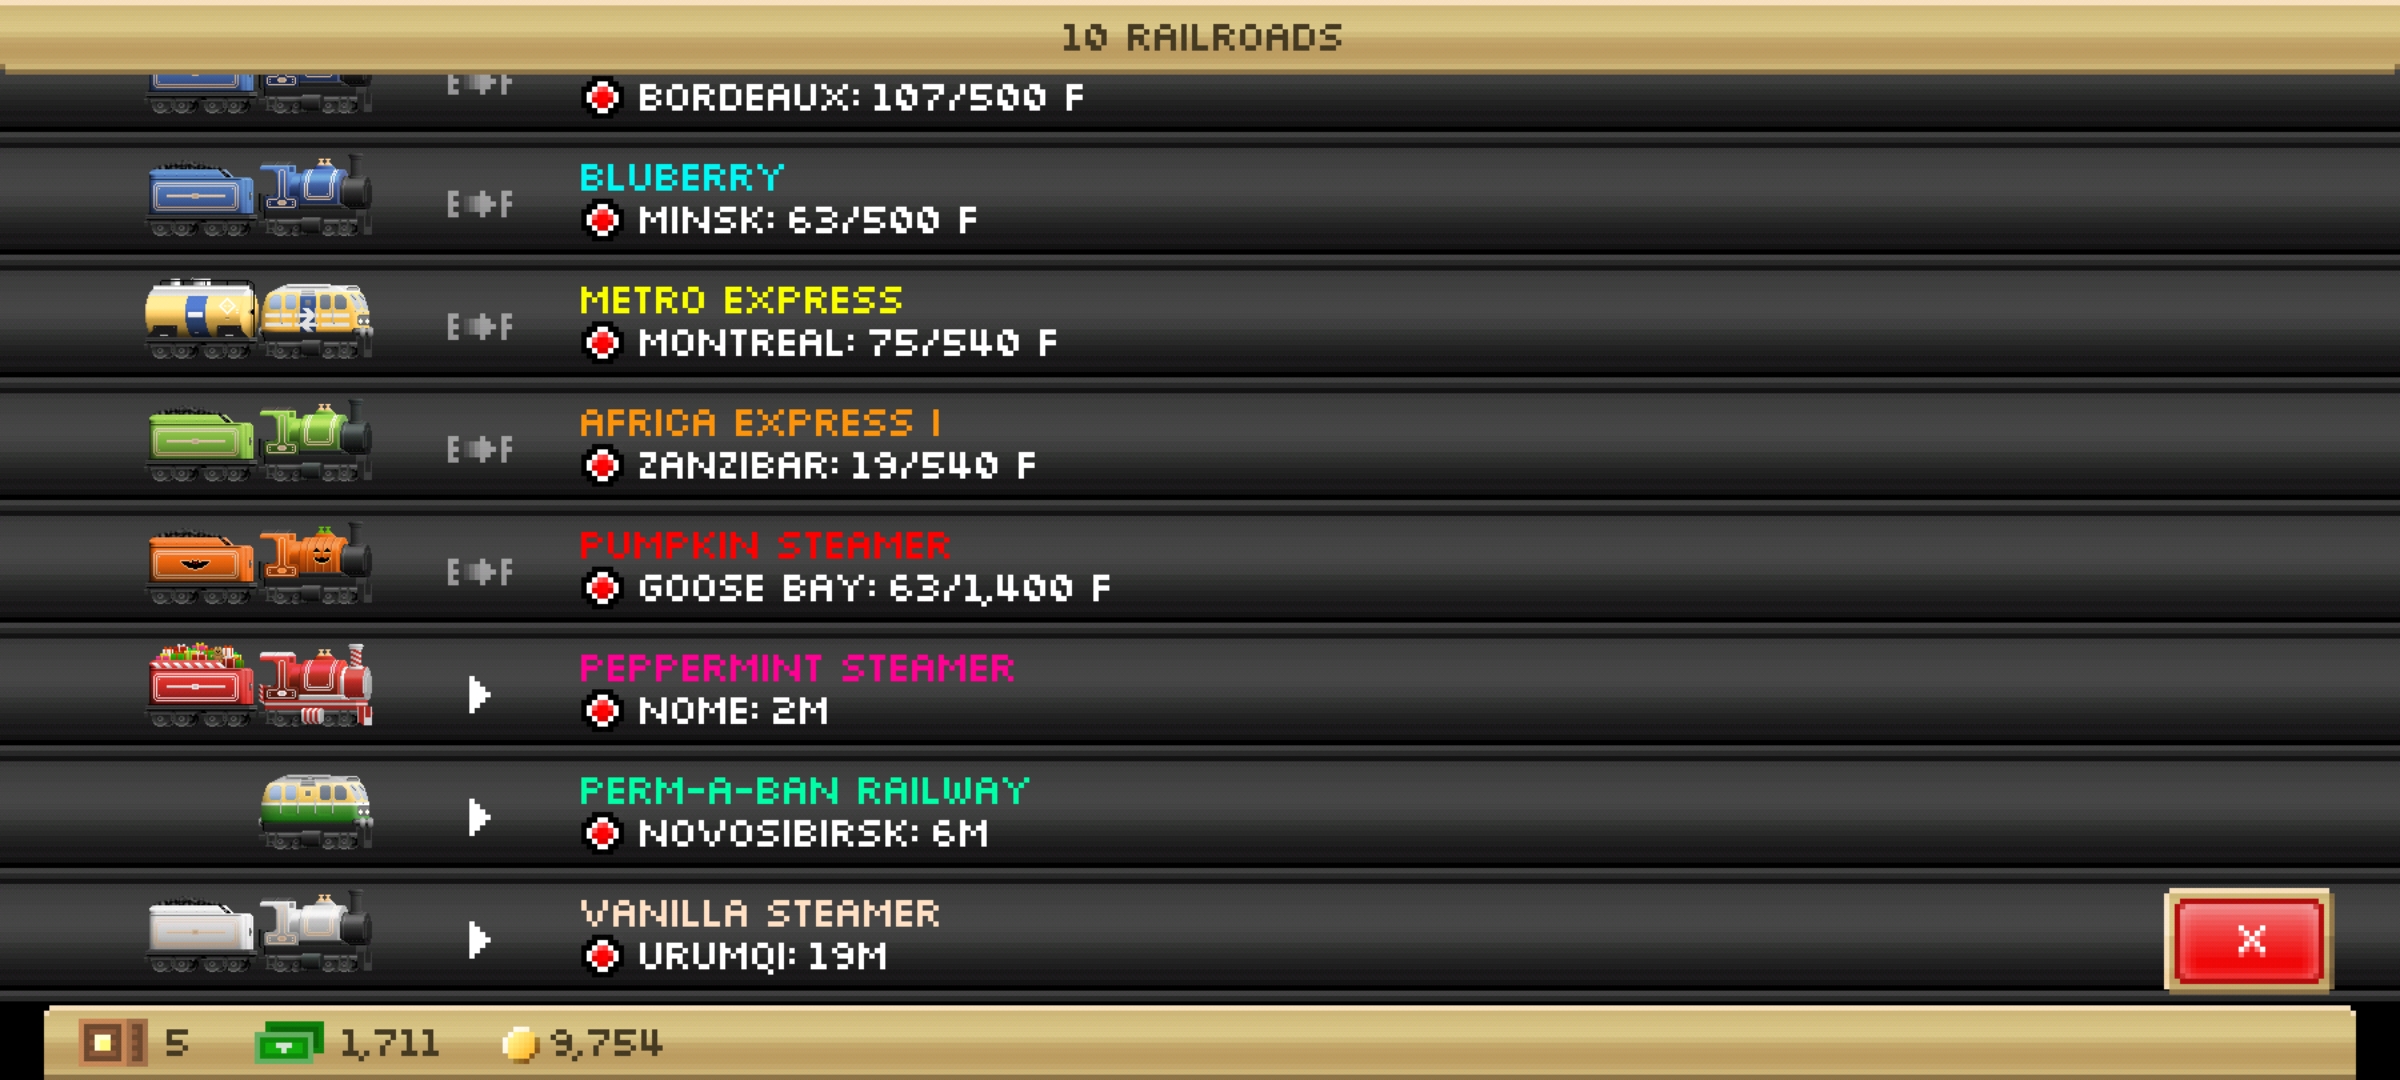 10 RAILROADS
E F
BORDEAUX: 107/500 F
BLUBERRY
E F
MINSK: 63/500 F
METRO EXPRESS
E F
MONTREAL: 75/540 F
AFRICA EXPRESS I
E F
ZANZIBAR: 19/540 F
PUMPKIN STEAMER
E F
GOOSE BAY: 63/1,400 F
PEPPERMINT STEAMER
NOME: 2M
PERM-A-BAN RAILWAY
NOVOSIBIRSK: 6M
VANILLA STEAMER
URUMQI: 19M
X
5 1,711 9,754